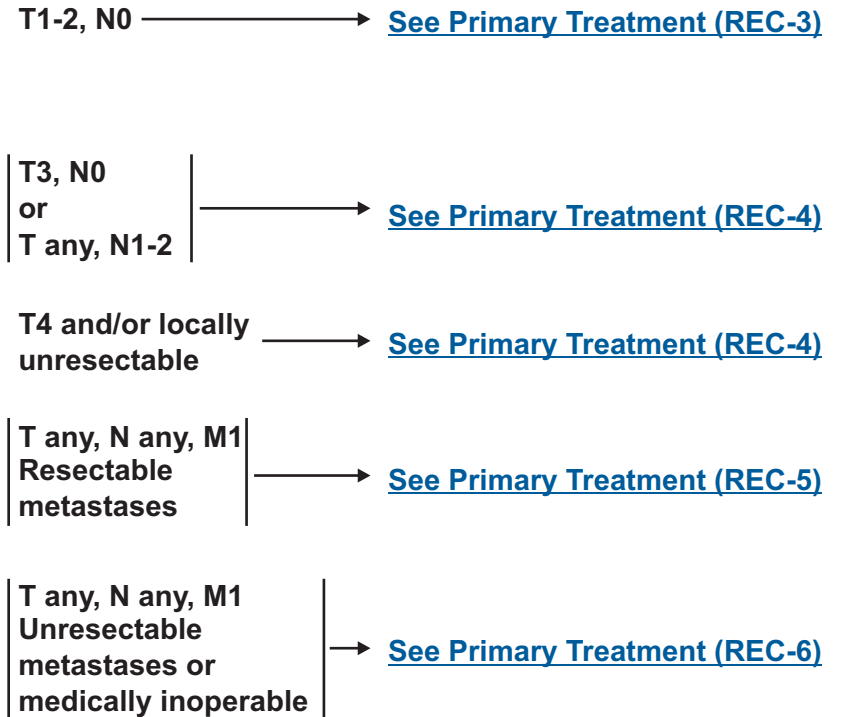 T1-2, N0
See Primary Treatment (REC-3)
T3, N0
or
T any, N1-2
See Primary Treatment (REC-4)
T4 and/or locally
unresectable
See Primary Treatment (REC-4)
T any, N any, M1
Resectable
metastases
See Primary Treatment (REC-5)
T any, N any, M1
Unresectable
metastases or
medically inoperable
See Primary Treatment (REC-6)